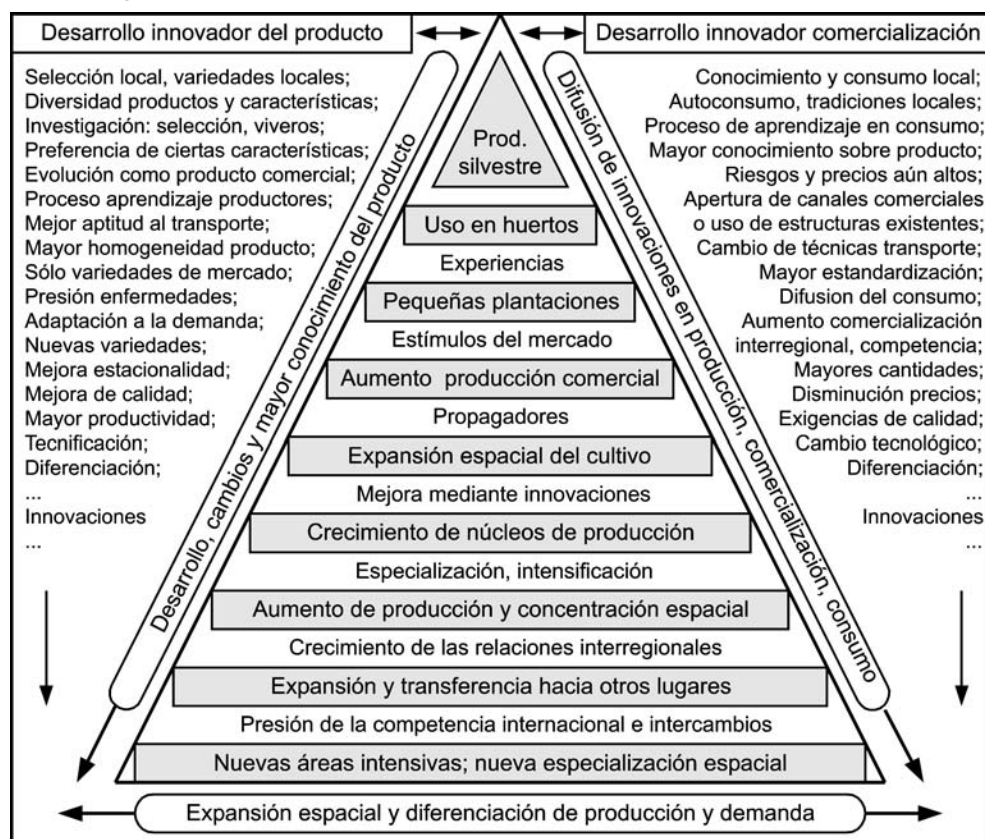 Desarrollo innovador del producto
Desarrollo innovador comercialización
Selección local, variedades locales;
Diversidad productos y características;
Investigación: selección, viveros;
Preferencia de ciertas características;
Evolución como producto comercial;
Proceso aprendizaje productores;
Mejor aptitud al transporte;
Mayor homogeneidad producto;
Sólo variedades de mercado;
Presión enfermedades;
Adaptación a la demanda;
Nuevas variedades;
Mejora estacionalidad;
Mejora de calidad;
Mayor productividad;
Tecnificación;
Diferenciación;
...
Innovaciones
...
Desarrollo, cambios y mayor conocimiento del producto
Prod.
silvestre
Uso en huertos
Experiencias
Pequeñas plantaciones
Estímulos del mercado
Aumento producción comercial
Propagadores
Expansión espacial del cultivo
Mejora mediante innovaciones
Crecimiento de núcleos de producción
Especialización, intensificación
Aumento de producción y concentración espacial
Crecimiento de las relaciones interregionales
Expansión y transferencia hacia otros lugares
Presión de la competencia internacional e intercambios
Nuevas áreas intensivas; nueva especialización espacial
Difusión de innovaciones en producción, comercialización, consumo
Conocimiento y consumo local;
Autoconsumo, tradiciones locales;
Proceso de aprendizaje en consumo;
Mayor conocimiento sobre producto;
Riesgos y precios aún altos;
Apertura de canales comerciales
o uso de estructuras existentes;
Cambio de técnicas transporte;
Mayor estandardización;
Difusion del consumo;
Aumento comercialización
interregional, competencia;
Mayores cantidades;
Disminución precios;
Exigencias de calidad;
Cambio tecnológico;
Diferenciación;
...
Innovaciones
...
Expansión espacial y diferenciación de producción y demanda